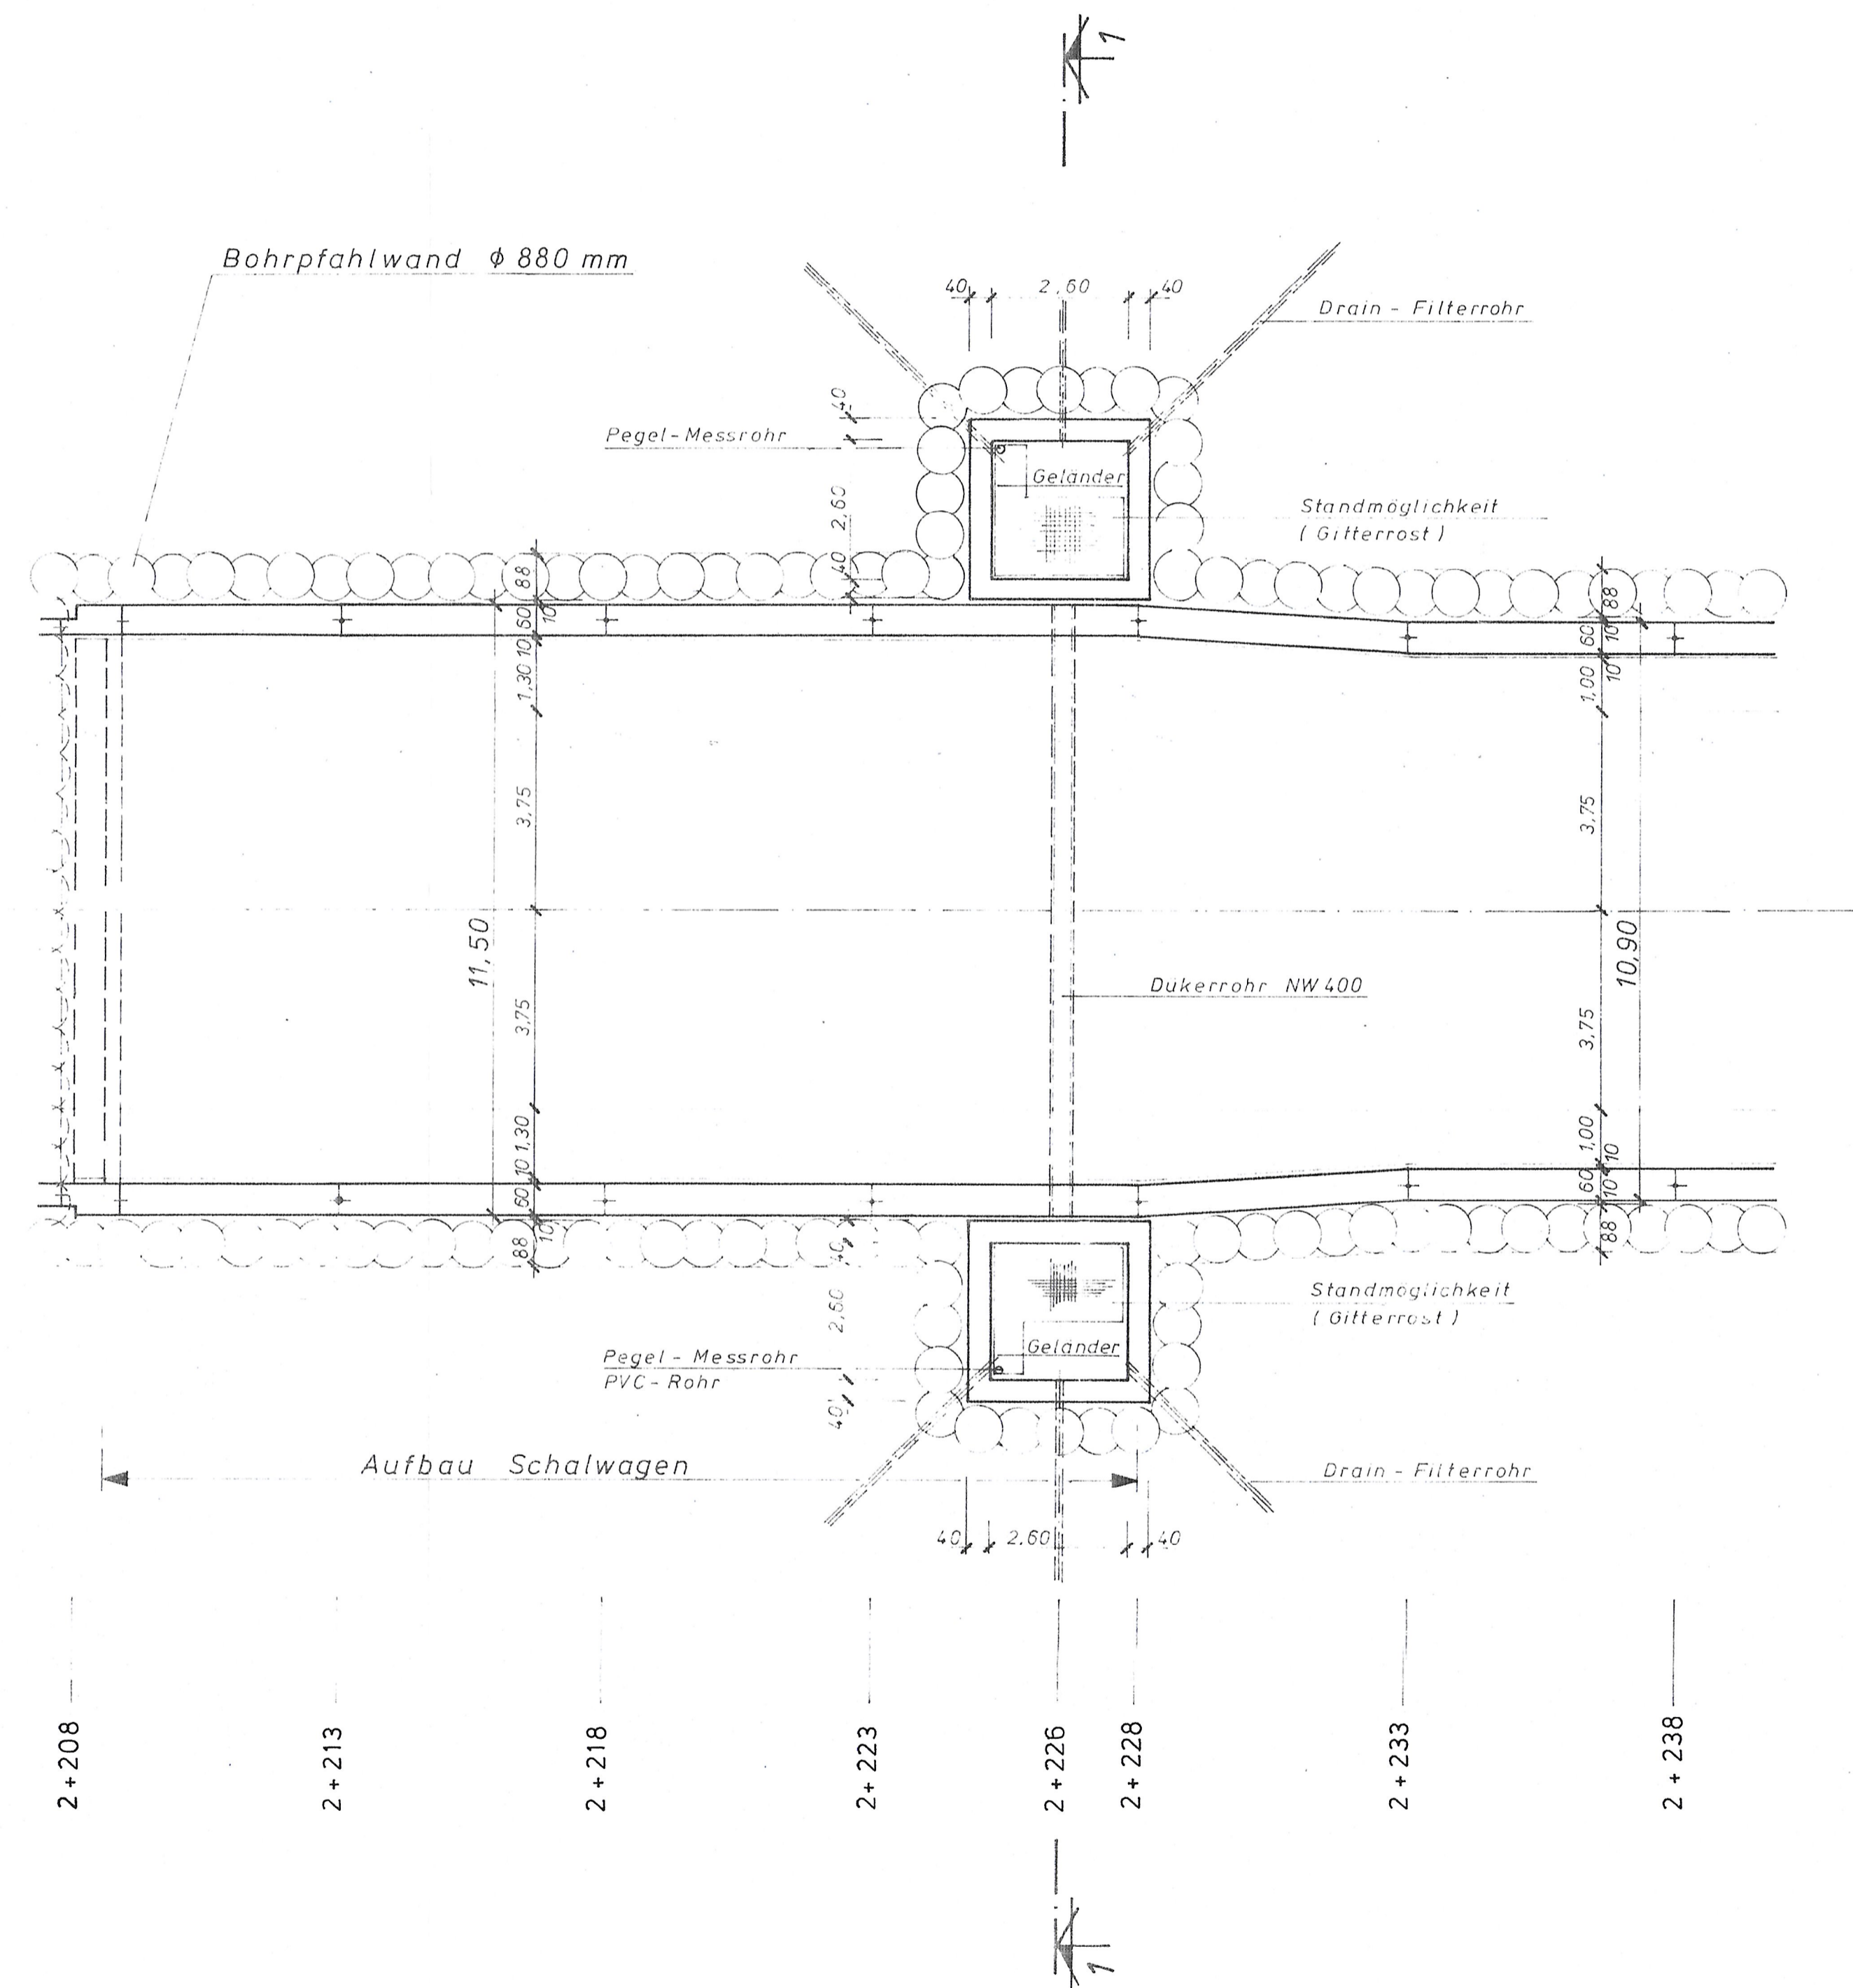 1
Bohrpfahlwand ϕ 880 mm
40 2,60 40
Drain - Filterrohr
40
Pegel-Messrohr
Geländer
2,60
Standmöglichkeit
( Gitterrost )
40
88
60
10
10
1,30
3,75
11,50
3,75
1,30
10
60
10
88
88
60
10
10
1,00
3,75
10,90
3,75
1,00
10
60
10
88
Dükerrohr NW 400
40
2,60
40
Standmöglichkeit
( Gitterrost )
Geländer
Pegel - Messrohr
PVC - Rohr
Aufbau Schalwagen
Drain - Filterrohr
40 2,60 40
2 + 208
2 + 213
2 + 218
2 + 223
2 + 226
2 + 228
2 + 233
2 + 238
1